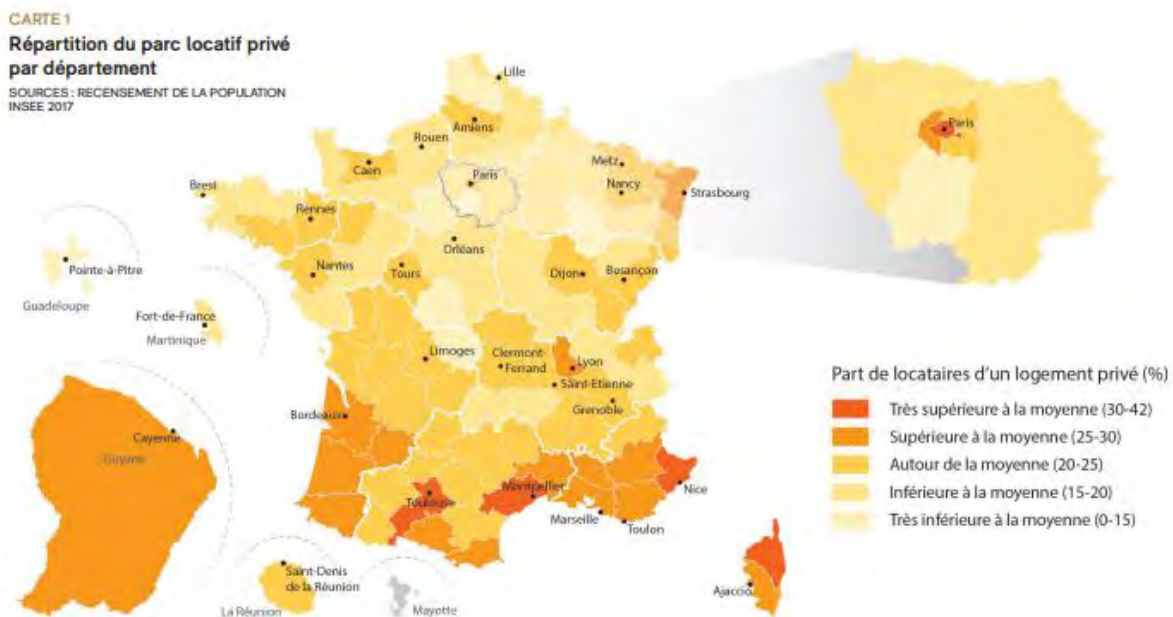 CARTE 1
Répartition du parc locatif privé
par département
SOURCES : RECENSEMENT DE LA POPULATION
INSEE 2017
Lille
Amiens
Rouen
Caen
Paris
Metz
Nancy
Strasbourg
Brest
Rennes
Orléans
Nantes
Tours
Dijon
Besançon
Pointe-à-Pitre
Guadeloupe
Fort-de-France
Martinique
Limoges
Clermont-
Ferrand
Lyon
Saint-Etienne
Grenoble
Bordeaux
Cayenne
Guyane
Toulouse
Montpellier
Nice
Marseille
Toulon
Saint-Denis
de la Réunion
La Réunion
Mayotte
Ajaccio
Paris
Part de locataires d'un logement privé (%)
Très supérieure à la moyenne (30-42)
Supérieure à la moyenne (25-30)
Autour de la moyenne (20-25)
Inférieure à la moyenne (15-20)
Très inférieure à la moyenne (0-15)